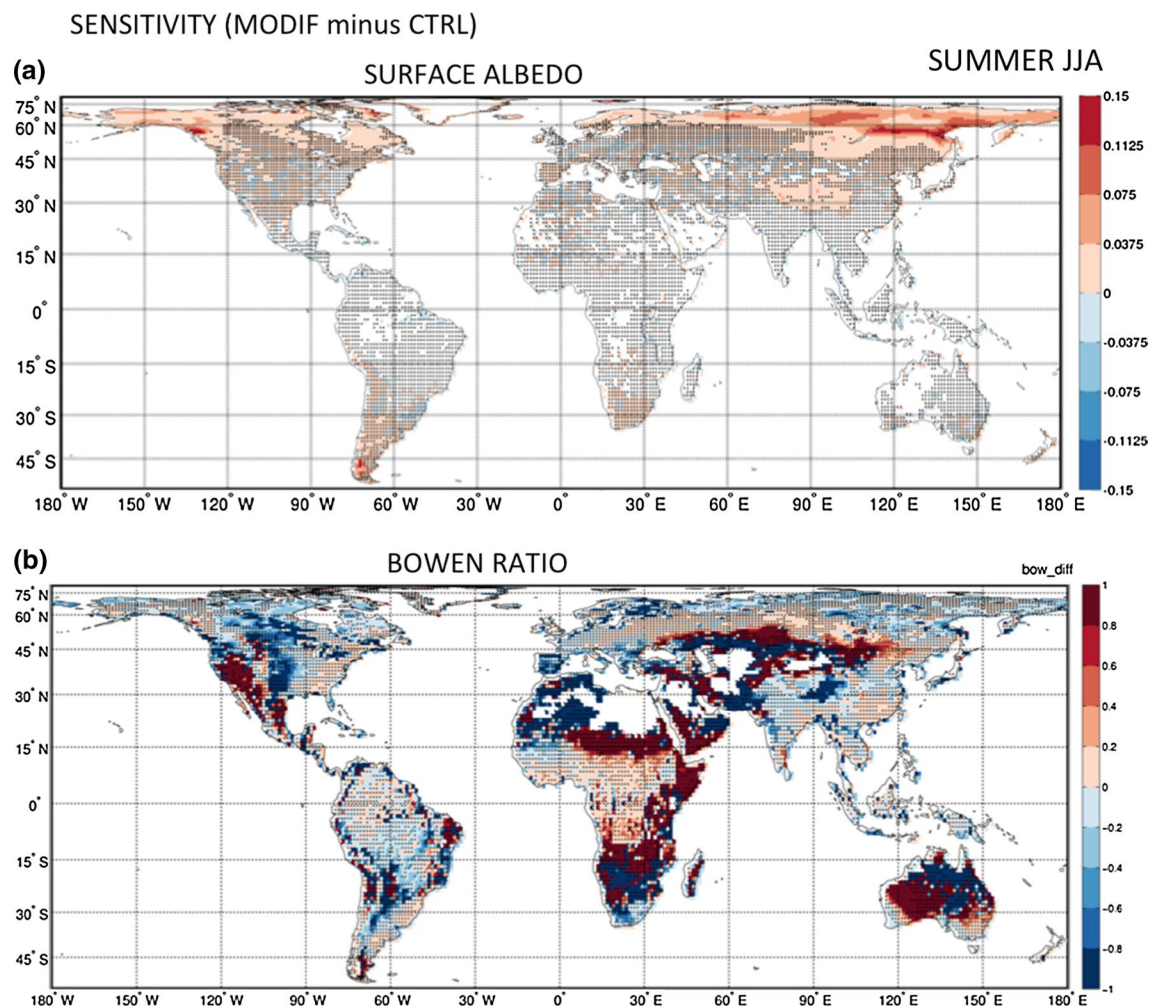 SENSITIVITY (MODIF minus CTRL)
(a)
SURFACE ALBEDO
SUMMER JJA
75° N
60° N
45° N
30° N
15° N
0°
15° S
30° S
45° S
180° W 150° W 120° W 90° W 60° W 30° W 0° 30° E 60° E 90 E 120° E 150° E 180° E
0.15
0.1125
0.075
0.0375
0
-0.0375
-0.075
-0.1125
-0.15
(b)
BOWEN RATIO
bow_diff
75° N
60° N
45° N
30° N
15° N
0°
15° S
30° S
45° S
180° W 150° W 120° W 90° W 60° W 30° W 0° 30° E 60° E 90° E 120° E 150° E 180° E
1
0.8
0.6
0.4
0.2
0
-0.2
-0.4
-0.6
-0.8
-1